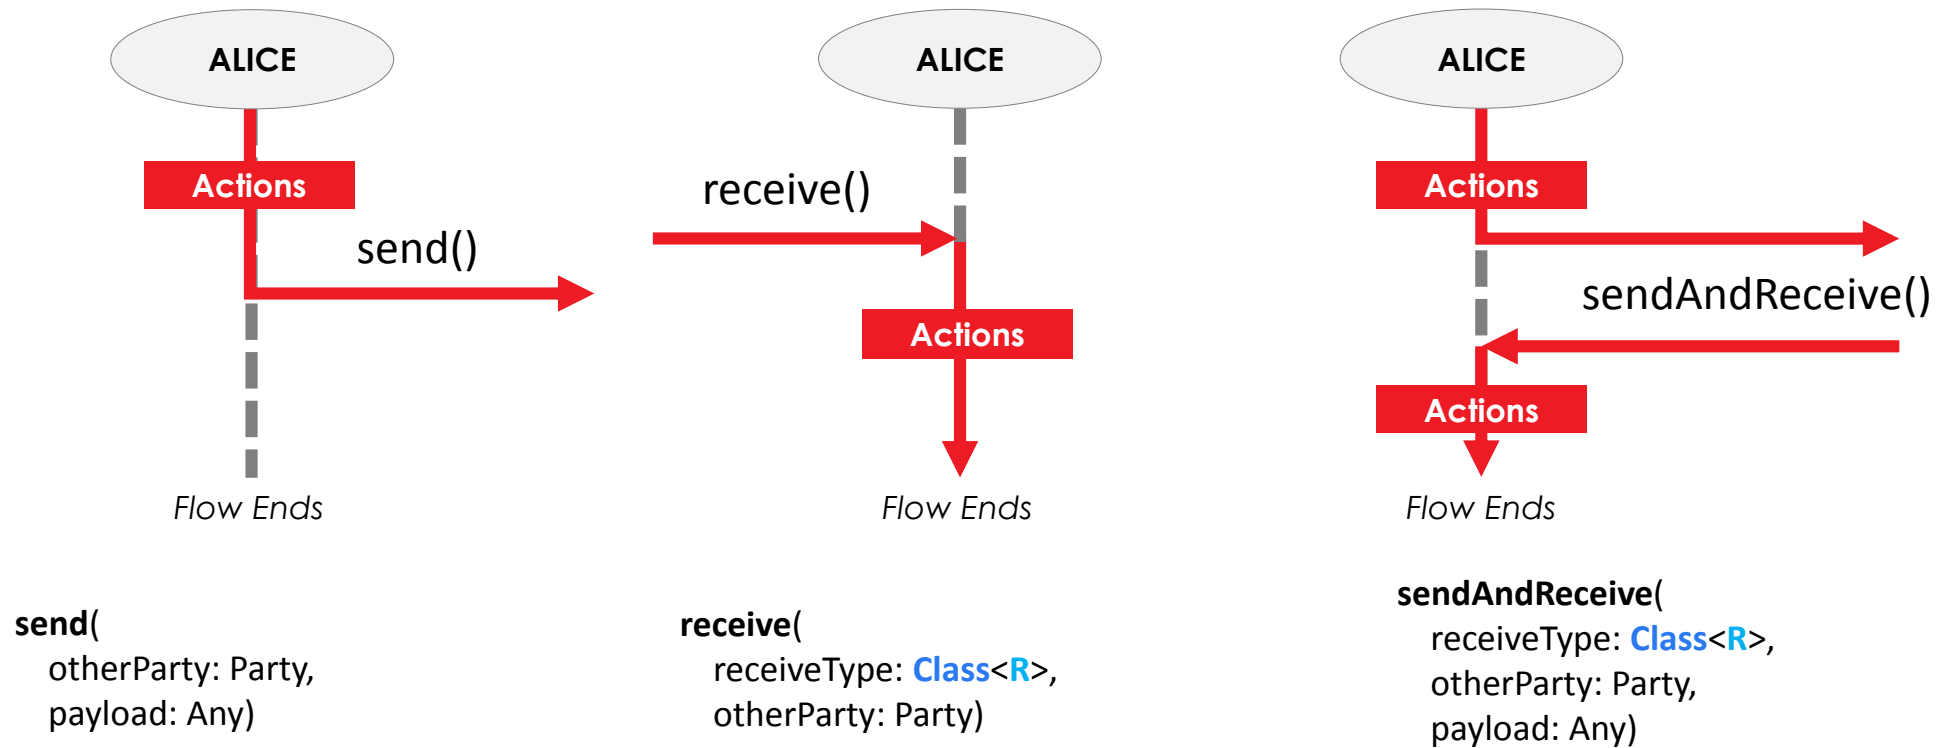 ALICE
Actions
send()
Flow Ends
send(
otherParty: Party,
payload: Any)
ALICE
receive()
Actions
Flow Ends
receive(
receiveType: Class<R>,
otherParty: Party)
ALICE
Actions
sendAndReceive()
Actions
Flow Ends
sendAndReceive(
receiveType: Class<R>,
otherParty: Party,
payload: Any)